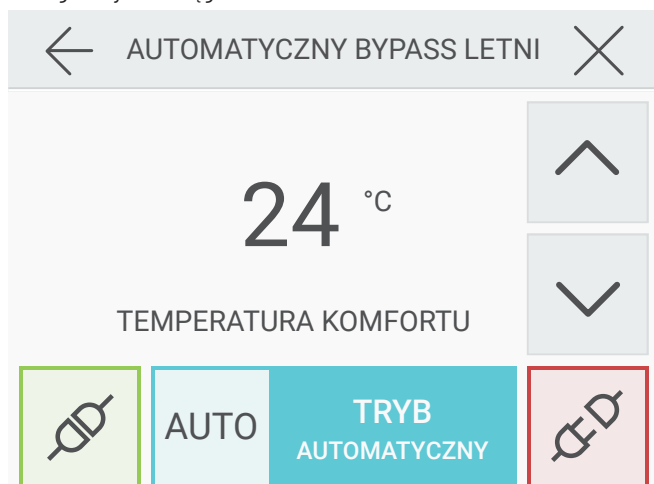 AUTOMATYCZNY BYPASS LETNI
24 °C
TEMPERATURA KOMFORTU
AUTO
TRYB
AUTOMATYCZNY